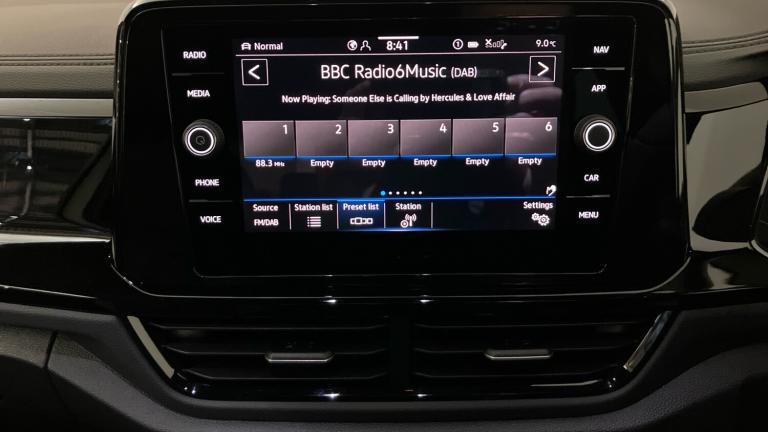 Normal
8:41
1
9.0°C
RADIO
MEDIA
PHONE
VOICE
<
BBC Radio6Music (DAB)
>
Now Playing: Someone Else is Calling by Hercules & Love Affair
1 2 3 4 5 6
88.3 MHz Empty Empty Empty Empty Empty
Source Station list Preset list Station Settings
FM/DAB
NAV
APP
CAR
MENU